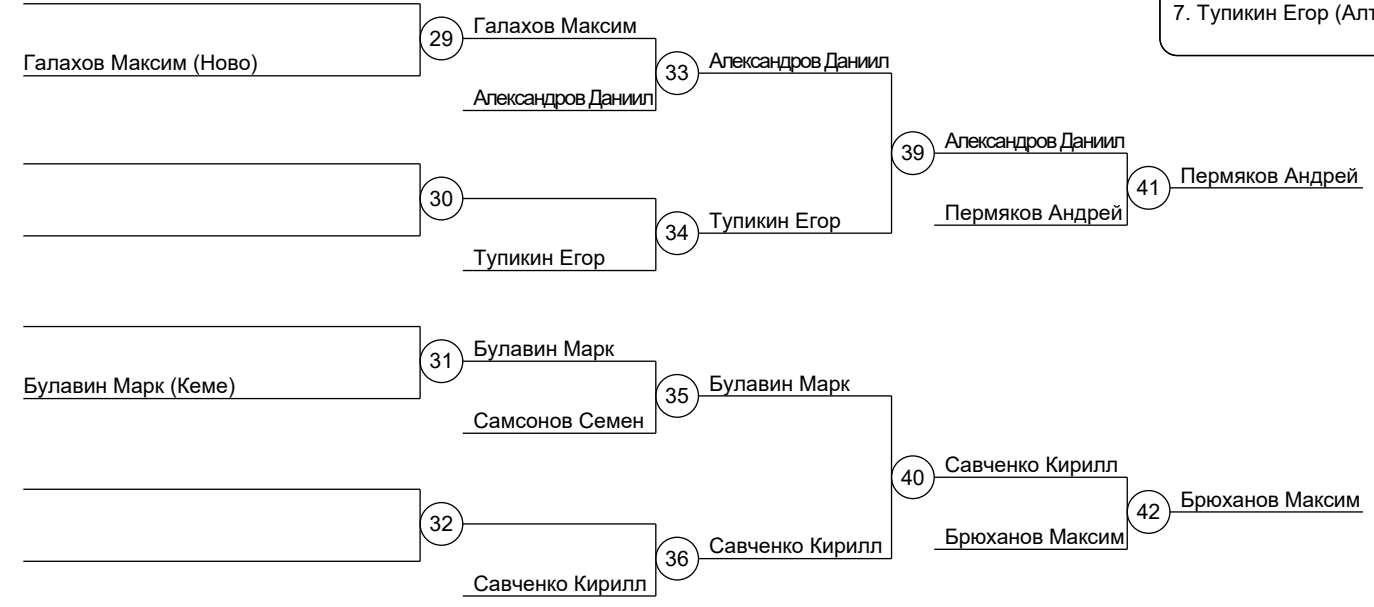 7. Тупикин Егор (Алт
29
Галахов Максим
Галахов Максим (Ново)
33
Александров Даниил
Александров Даниил
39
Александров Даниил
41
Пермяков Андрей
30
34
Тупикин Егор
Пермяков Андрей
Тупикин Егор
31
Булавин Марк
Булавин Марк (Кеме)
35
Булавин Марк
Самсонов Семен
40
Савченко Кирилл
42
Брюханов Максим
32
36
Савченко Кирилл
Брюханов Максим
Савченко Кирилл